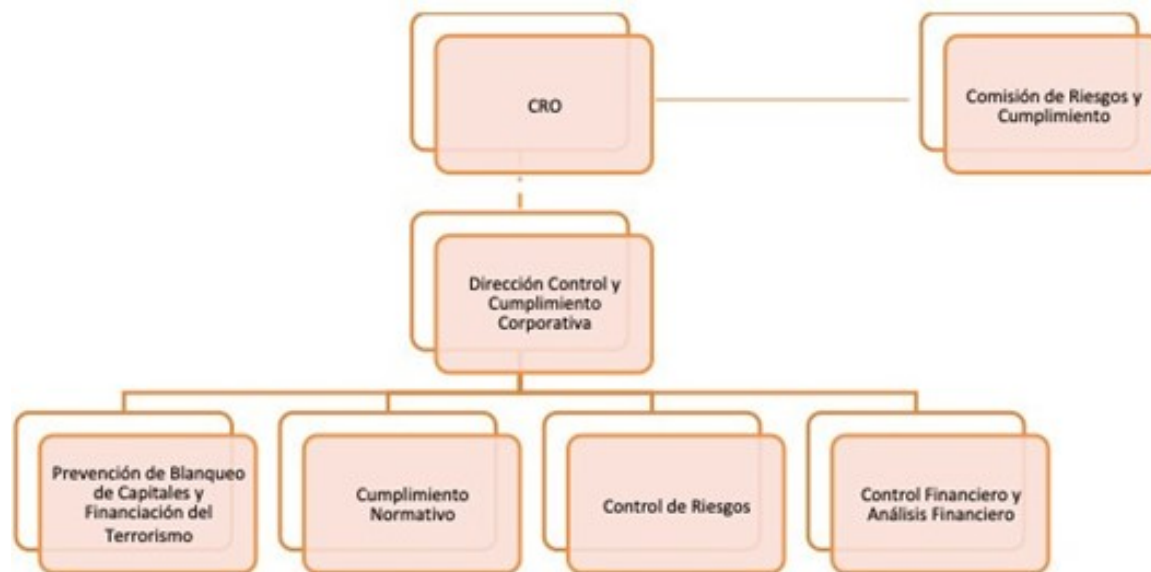 CRO
Comisión de Riesgos y
Cumplimiento
Dirección Control y
Cumplimiento
Corporativa
Prevención de Blanqueo
de Capitales y
Financiación del
Terrorismo
Cumplimiento
Normativo
Control de Riesgos
Control Financiero y
Análisis Financiero